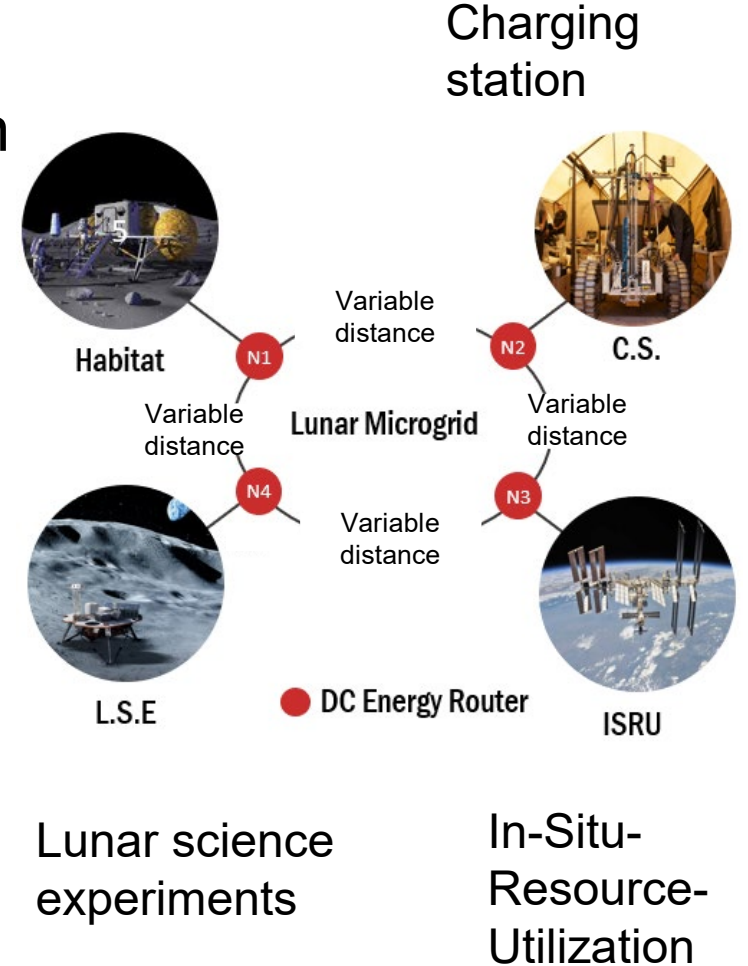 Charging
station
Habitat
C.S.
N1
Variable
distance
N2
Variable
distance
Lunar Microgrid
Variable
distance
N4
Variable
distance
N3
L.S.E
DC Energy Router
ISRU
Lunar science
experiments
In-Situ-
Resource-
Utilization